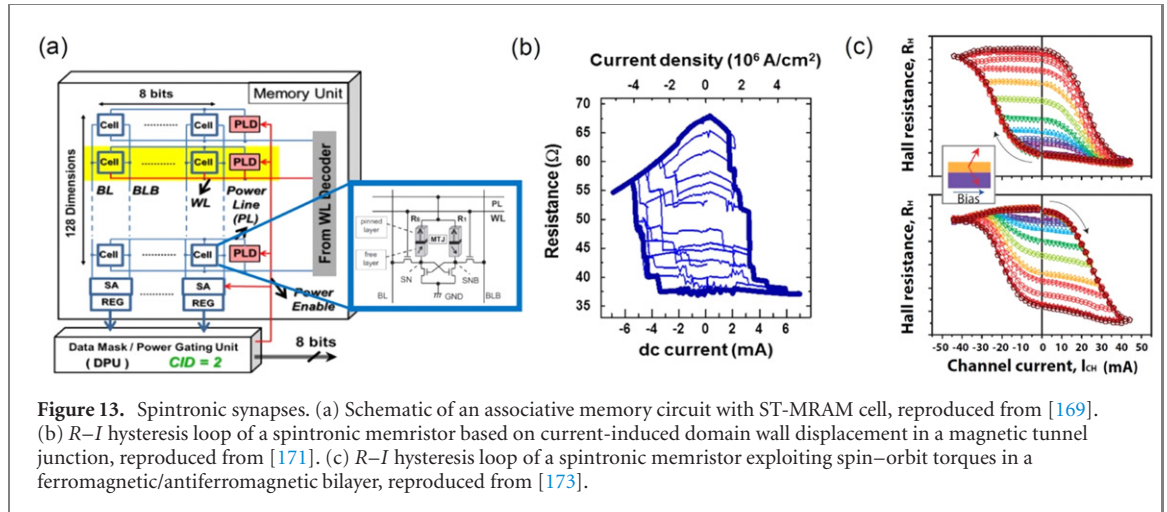 (a)
8 bits
Memory Unit
Cell
Cell
PLD
Cell
Cell
PLD
BL
BLB
WL
Power
Line
(PL)
128 Dimensions
From WL Decoder
Cell
Cell
PLD
SA
SA
REG
REG
Power
Enable
Data Mask / Power Gating Unit
( DPU ) CID = 2
8 bits
PL
WL
pinned
layer
R₁
MTJ
free
layer
SN
SNB
BL
GND
BLB
(b)
Current density (10⁶ A/cm²)
-4 -2 0 2 4
Resistance (Ω)
70
65
60
55
50
45
40
35
-6 -4 -2 0 2 4 6
dc current (mA)
(c)
Hall resistance, RH
Bias
Hall resistance, RH
-50 -40 -30 -20 -10 0 10 20 30 40 50
Channel current, ICH (mA)
Figure 13. Spintronic synapses. (a) Schematic of an associative memory circuit with ST-MRAM cell, reproduced from [169].
(b) R–I hysteresis loop of a spintronic memristor based on current-induced domain wall displacement in a magnetic tunnel
junction, reproduced from [171]. (c) R–I hysteresis loop of a spintronic memristor exploiting spin–orbit torques in a
ferromagnetic/antiferromagnetic bilayer, reproduced from [173].